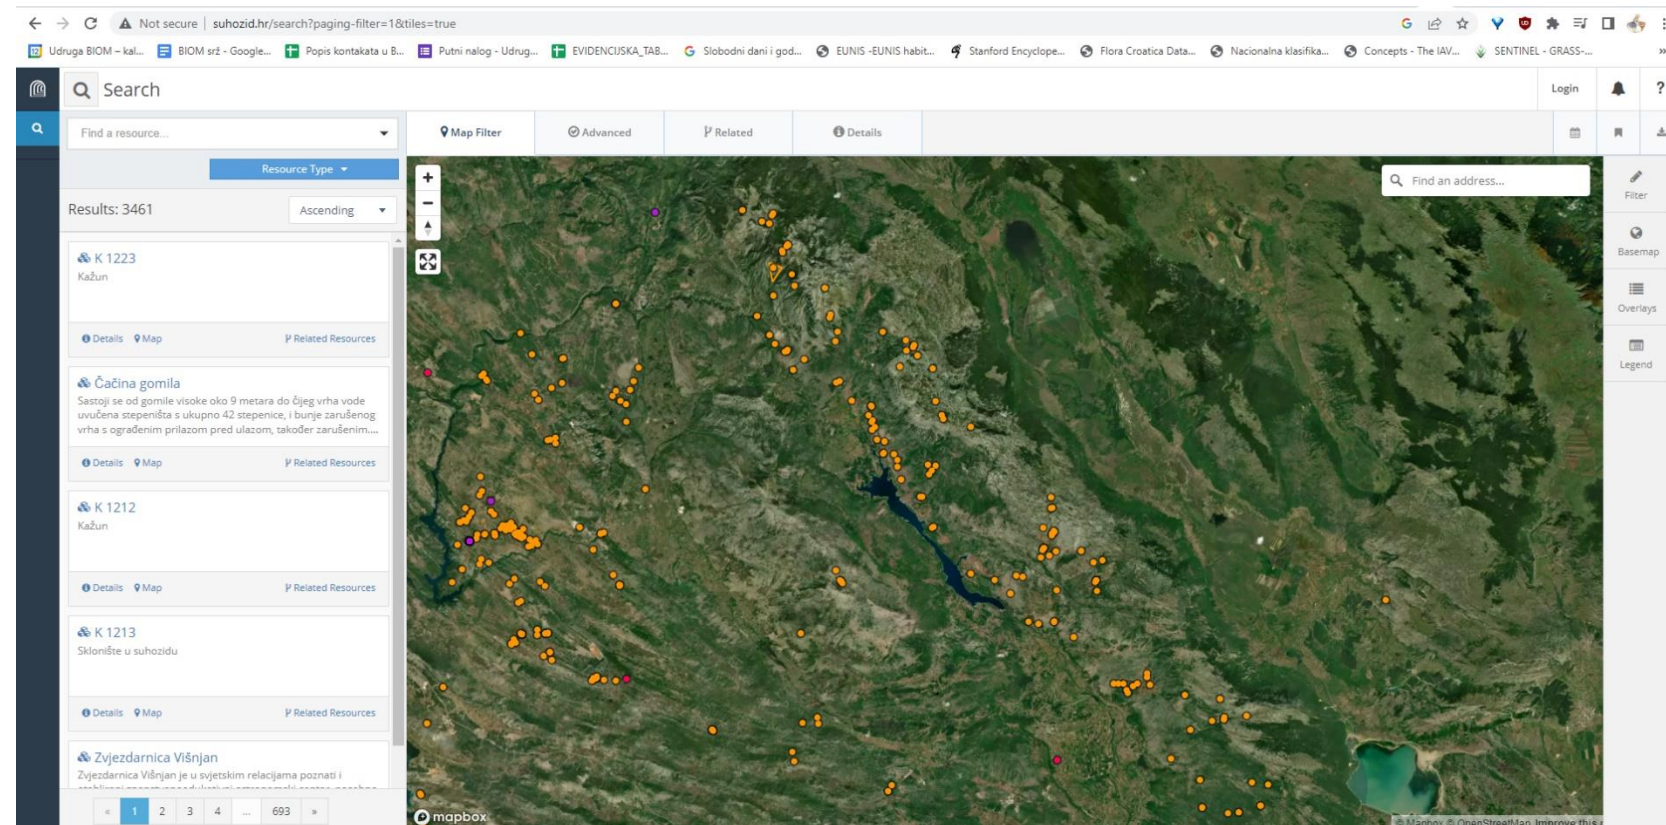 Not secure | suhozid.hr/search?paging-filter=1&tiles=true
Udruga BIOM – kal... BIOM srž - Google... Popis kontakata u B... Putni nalog - Udrug... EVIDENCIJSKA_TAB... Slobodni dani i god... EUNIS -EUNIS habit... Stanford Encyclope... Flora Croatica Data... Nacionalna klasifika... Concepts - The IAV... SENTINEL - GRASS-... »
Search
Login
?
Find a resource...
Map Filter
Advanced
Related
Details
Resource Type
Find an address...
Filter
Results: 3461
Ascending
Basemap
K 1223
Kažun
Overlays
Details Map Related Resources
Legend
Čačina gomila
Sastoji se od gomile visoke oko 9 metara do čijeg vrha vode
uvučena stepeništa s ukupno 42 stepenice, i bunje zarušenog
vrha s ograđenim prilazom pred ulazom, također zarušenim....
Details Map Related Resources
K 1212
Kažun
Details Map Related Resources
K 1213
Sklonište u suhozidu
Details Map Related Resources
Zvjezdarnica Višnjan
Zvjezdarnica Višnjan je u svjetskim relacijama poznati i
« 1 2 3 4 ... 693 »
mapbox
© Mapbox © OpenStreetMap Improve this